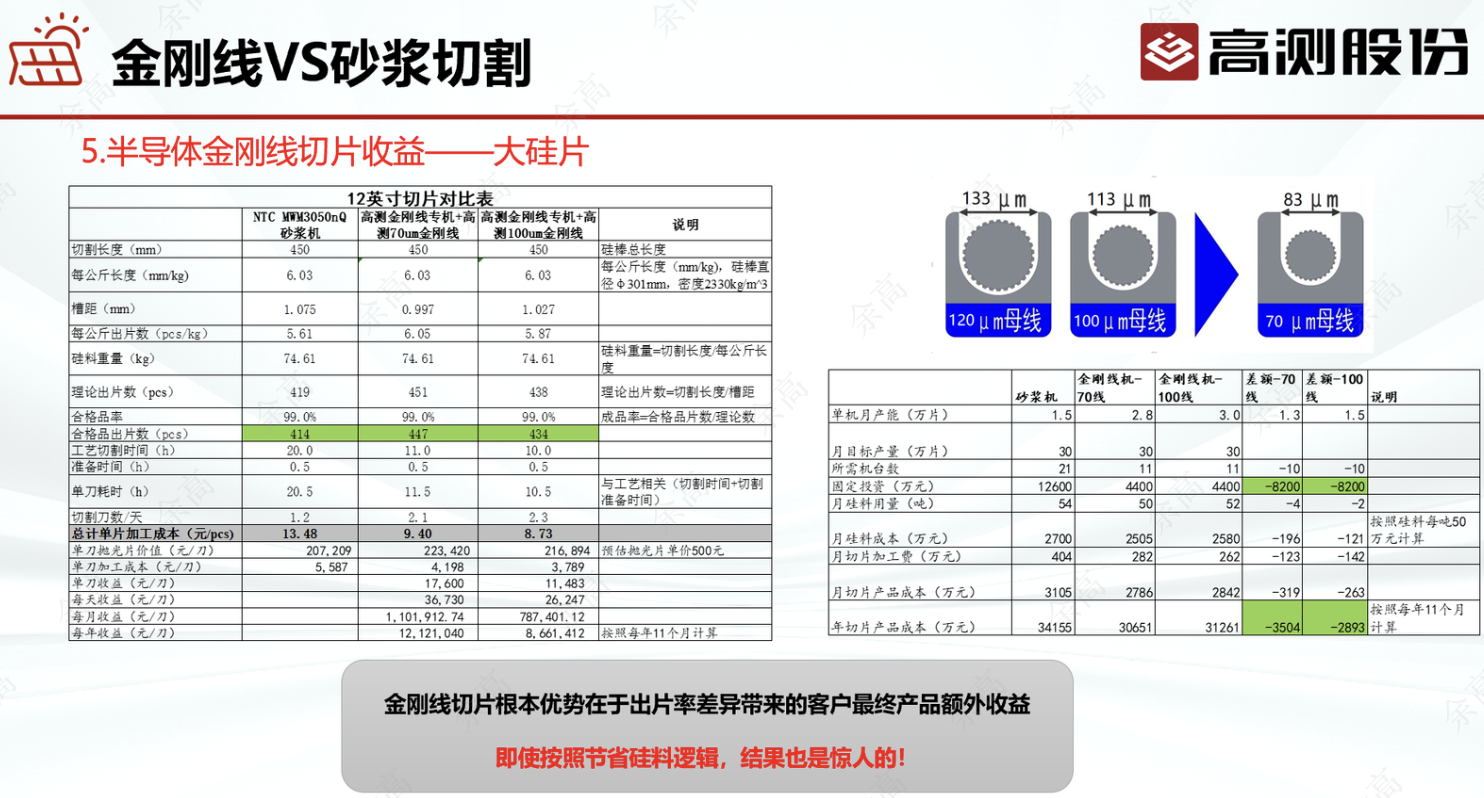 金刚线VS砂浆切割
高测股份
5.半导体金刚线切片收益——大硅片
12英寸切片对比表
NTC MWM3050nQ砂浆机 高测金刚线专机+高测70um金刚线 高测金刚线专机+高测100um金刚线 说明
切割长度（mm） 450 450 450 硅棒总长度
每公斤长度（mm/kg） 6.03 6.03 6.03 每公斤长度（mm/kg)，硅棒直径φ301mm，密度2330kg/m^3
槽距（mm） 1.075 0.997 1.027
每公斤出片数（pcs/kg） 5.61 6.05 5.87
硅料重量（kg） 74.61 74.61 74.61 硅料重量=切割长度/每公斤长度
理论出片数（pcs） 419 451 438 理论出片数=切割长度/槽距
合格品率 99.0% 99.0% 99.0% 成品率=合格品片数/理论数
合格品出片数（pcs） 414 447 434
工艺切割时间（h） 20.0 11.0 10.0
准备时间（h） 0.5 0.5 0.5
单刀耗时（h） 20.5 11.5 10.5 与工艺相关（切割时间+切割准备时间）
切割刀数/天 1.2 2.1 2.3
总计单片加工成本（元/pcs) 13.48 9.40 8.73
单刀抛光片价值（元/刀） 207,209 223,420 216,894 预估抛光片单价500元
单刀加工成本（元/刀） 5,587 4,198 3,789
单刀收益（元/刀） 17,600 11,483
每天收益（元/刀） 36,730 26,247
每月收益（元/刀） 1,101,912.74 787,401.12
每年收益（元/刀） 12,121,040 8,661,412 按照每年11个月计算
133 μm 113 μm 83 μm
120μm母线 100μm母线 70 μm母线
砂浆机 金刚线机-70线 金刚线机-100线 差额-70线 差额-100线 说明
单机月产能（万片） 1.5 2.8 3.0 1.3 1.5
月目标产量（万片） 30 30 30
所需机台数 21 11 11 -10 -10
固定投资（万元） 12600 4400 4400 -8200 -8200
月硅料用量（吨） 54 50 52 -4 -2
月硅料成本（万元） 2700 2505 2580 -196 -121 按照硅料每吨50万元计算
月切片加工费（万元） 404 282 262 -123 -142
月切片产品成本（万元） 3105 2786 2842 -319 -263
年切片产品成本（万元） 34155 30651 31261 -3504 -2893 按照每年11个月计算
金刚线切片根本优势在于出片率差异带来的客户最终产品额外收益
即使按照节省硅料逻辑，结果也是惊人的！
余高